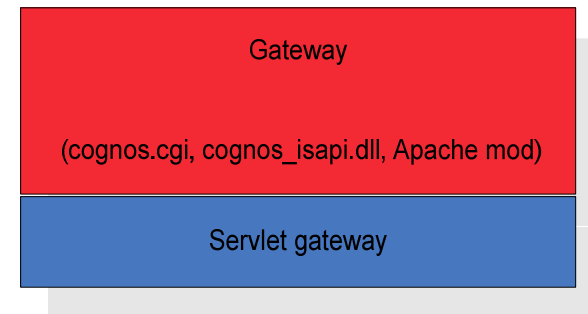 Gateway
(cognos.cgi, cognos_isapi.dll, Apache mod)
Servlet gateway